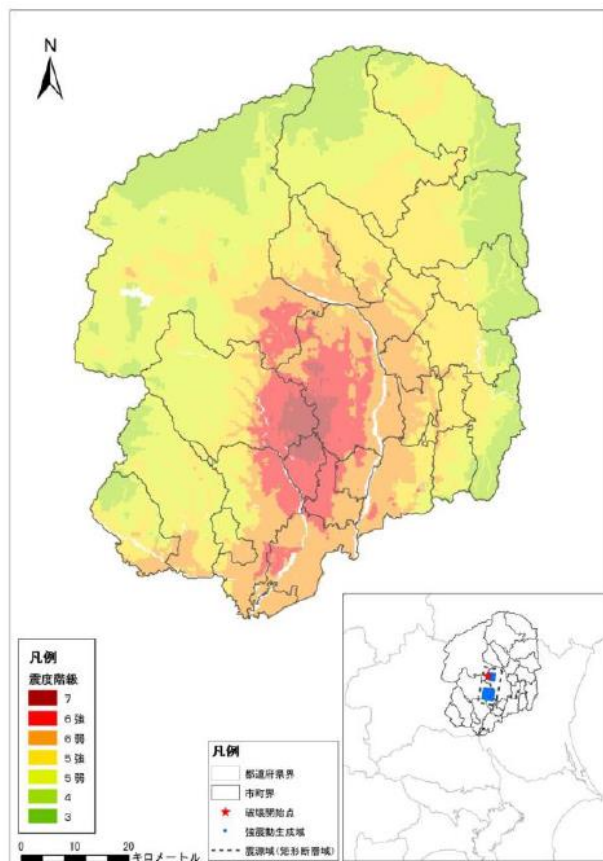 N
凡例
震度階級
7
6強
6弱
5強
5弱
4
3
0 10 20
キロメートル
凡例
都道府県界
市町界
破壊開始点
強震動生成域
震源域(矩形断層域)